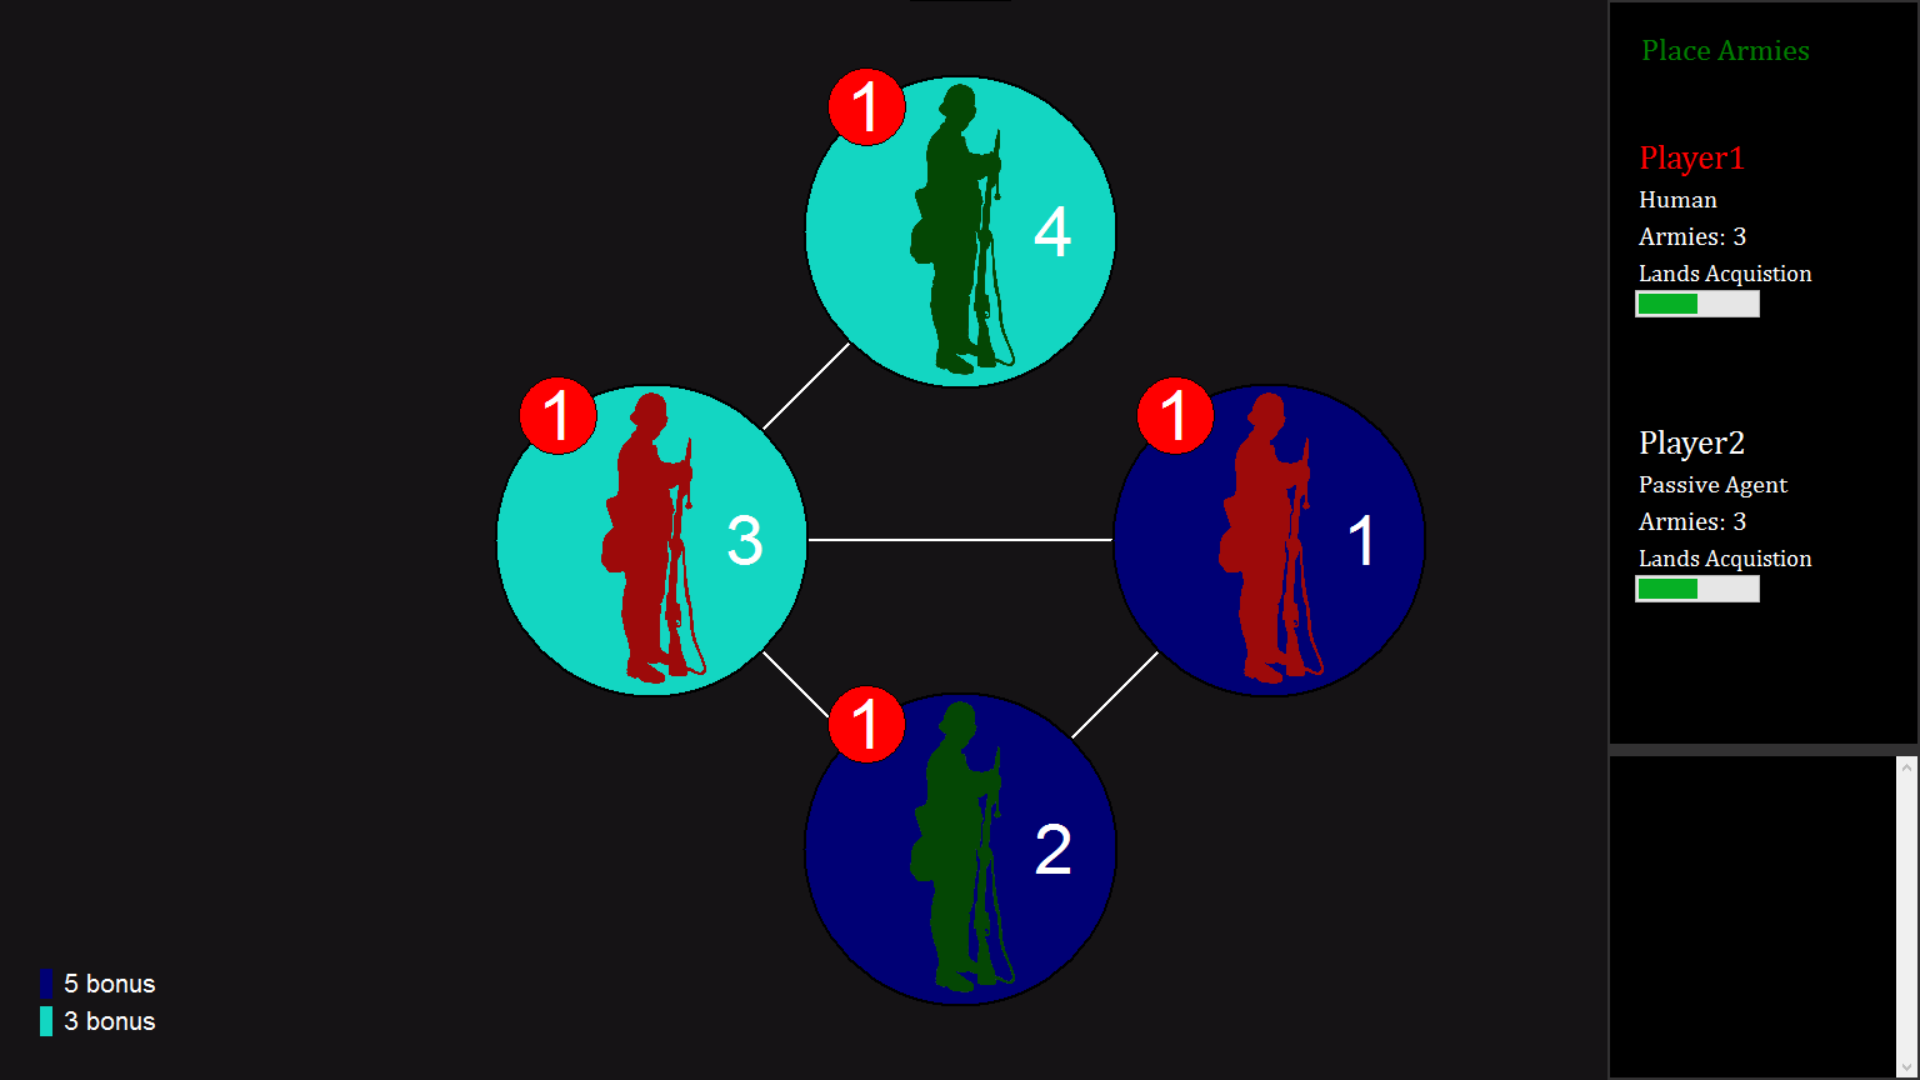 Place Armies
1
4
Player1
Human
Armies: 3
Lands Acquistion
1
3
1
1
Player2
Passive Agent
Armies: 3
Lands Acquistion
1
2
5 bonus
3 bonus